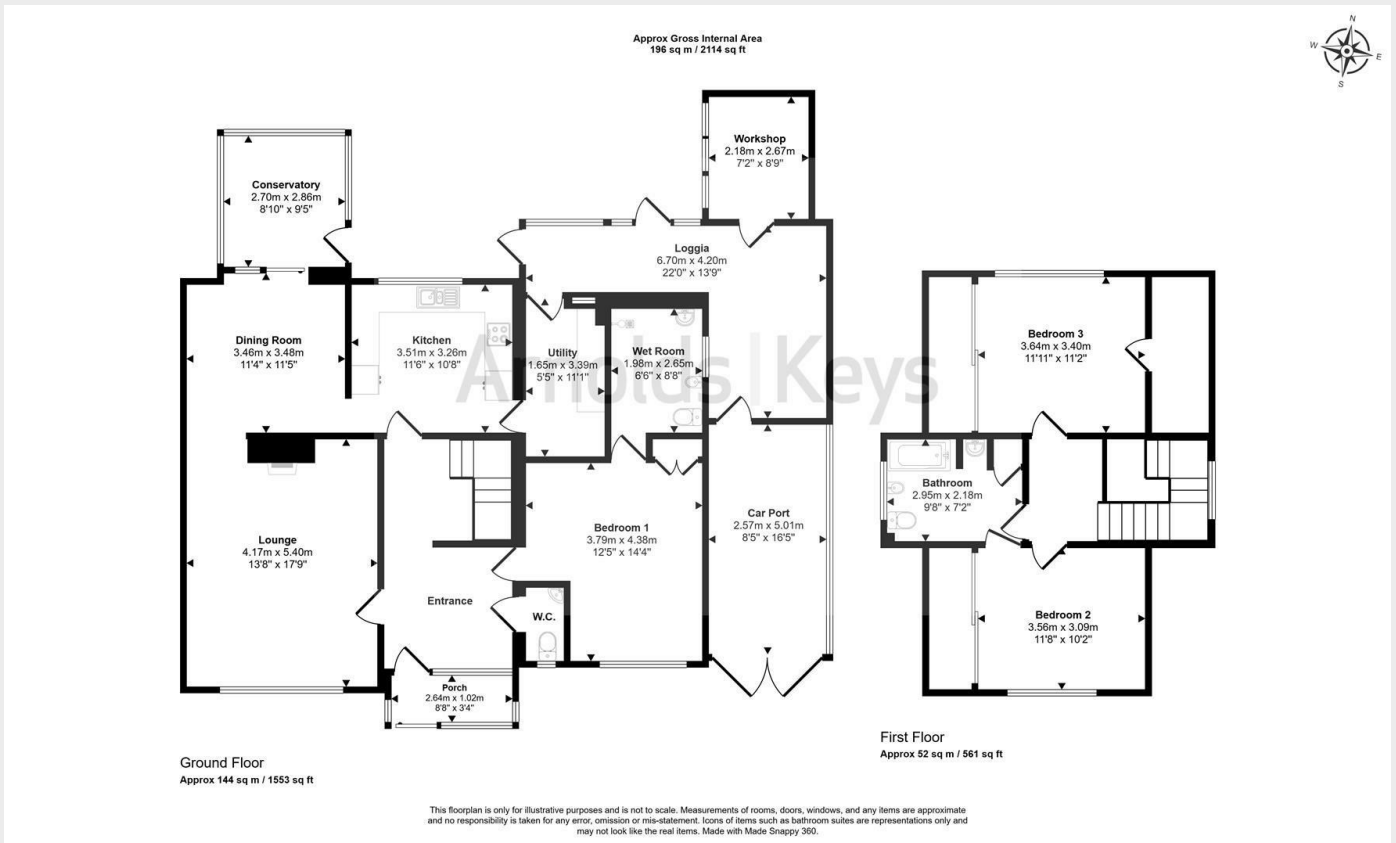 Approx Gross Internal Area
196 sq m / 2114 sq ft
N
W
E
S
Workshop
2.18m x 2.67m
7'2" x 8'9"
Conservatory
2.70m x 2.86m
8'10" x 9'5"
Loggia
6.70m x 4.20m
22'0" x 13'9"
Dining Room
3.46m x 3.48m
11'4" x 11'5"
Kitchen
3.51m x 3.26m
11'6" x 10'8"
Utility
1.65m x 3.39m
5'5" x 11'1"
Wet Room
1.98m x 2.65m
6'6" x 8'8"
Arnolds | Keys
Bedroom 3
3.64m x 3.40m
11'11" x 11'2"
Bathroom
2.95m x 2.18m
9'8" x 7'2"
Lounge
4.17m x 5.40m
13'8" x 17'9"
Bedroom 1
3.79m x 4.38m
12'5" x 14'4"
Car Port
2.57m x 5.01m
8'5" x 16'5"
Entrance
W.C.
Bedroom 2
3.56m x 3.09m
11'8" x 10'2"
Porch
2.64m x 1.02m
8'8" x 3'4"
Ground Floor
Approx 144 sq m / 1553 sq ft
First Floor
Approx 52 sq m / 561 sq ft
This floorplan is only for illustrative purposes and is not to scale. Measurements of rooms, doors, windows, and any items are approximate
and no responsibility is taken for any error, omission or mis-statement. Icons of items such as bathroom suites are representations only and
may not look like the real items. Made with Made Snappy 360.